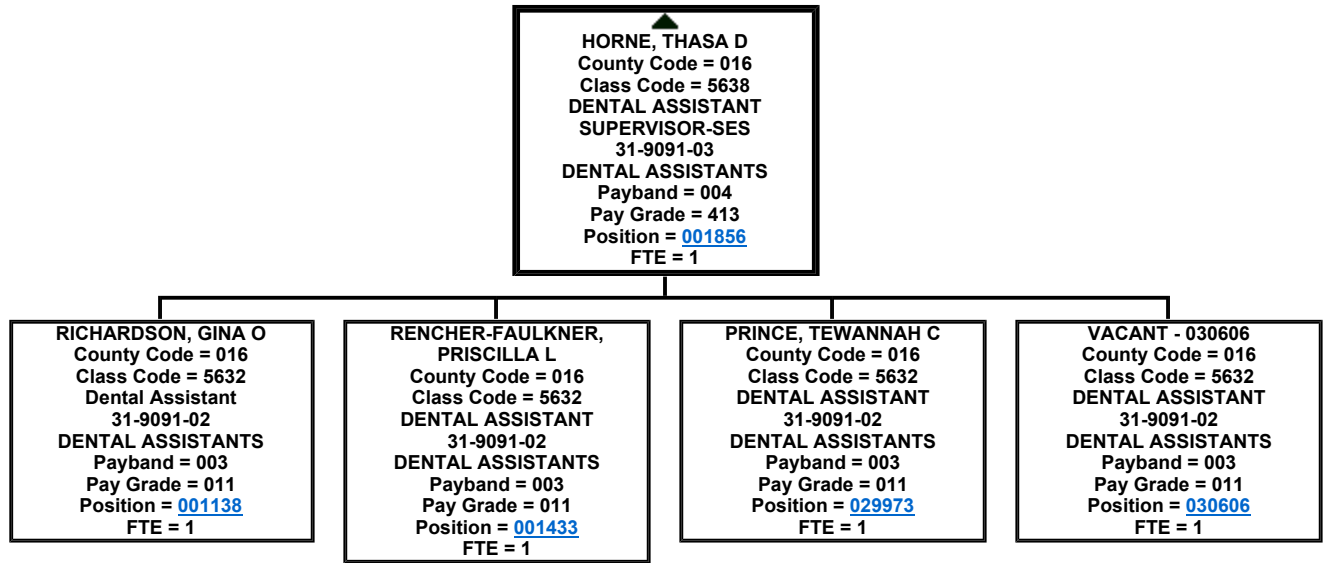 HORNE, THASA D
County Code = 016
Class Code = 5638
DENTAL ASSISTANT
SUPERVISOR-SES
31-9091-03
DENTAL ASSISTANTS
Payband = 004
Pay Grade = 413
Position = 001856
FTE = 1
RICHARDSON, GINA O
County Code = 016
Class Code = 5632
Dental Assistant
31-9091-02
DENTAL ASSISTANTS
Payband = 003
Pay Grade = 011
Position = 001138
FTE = 1
RENCHER-FAULKNER,
PRISCILLA L
County Code = 016
Class Code = 5632
DENTAL ASSISTANT
31-9091-02
DENTAL ASSISTANTS
Payband = 003
Pay Grade = 011
Position = 001433
FTE = 1
PRINCE, TEWANNAH C
County Code = 016
Class Code = 5632
DENTAL ASSISTANT
31-9091-02
DENTAL ASSISTANTS
Payband = 003
Pay Grade = 011
Position = 029973
FTE = 1
VACANT - 030606
County Code = 016
Class Code = 5632
DENTAL ASSISTANT
31-9091-02
DENTAL ASSISTANTS
Payband = 003
Pay Grade = 011
Position = 030606
FTE = 1